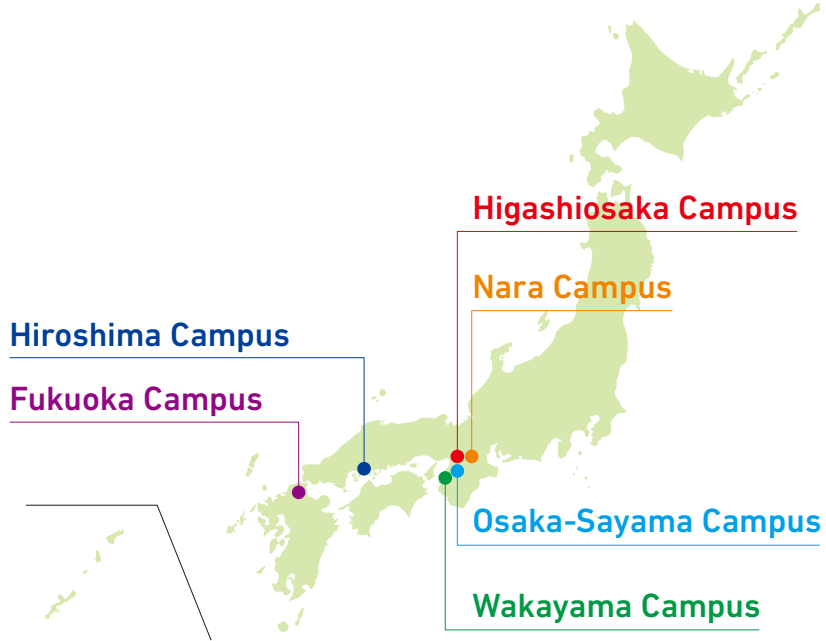 Higashiosaka Campus
Nara Campus
Hiroshima Campus
Fukuoka Campus
Osaka-Sayama Campus
Wakayama Campus